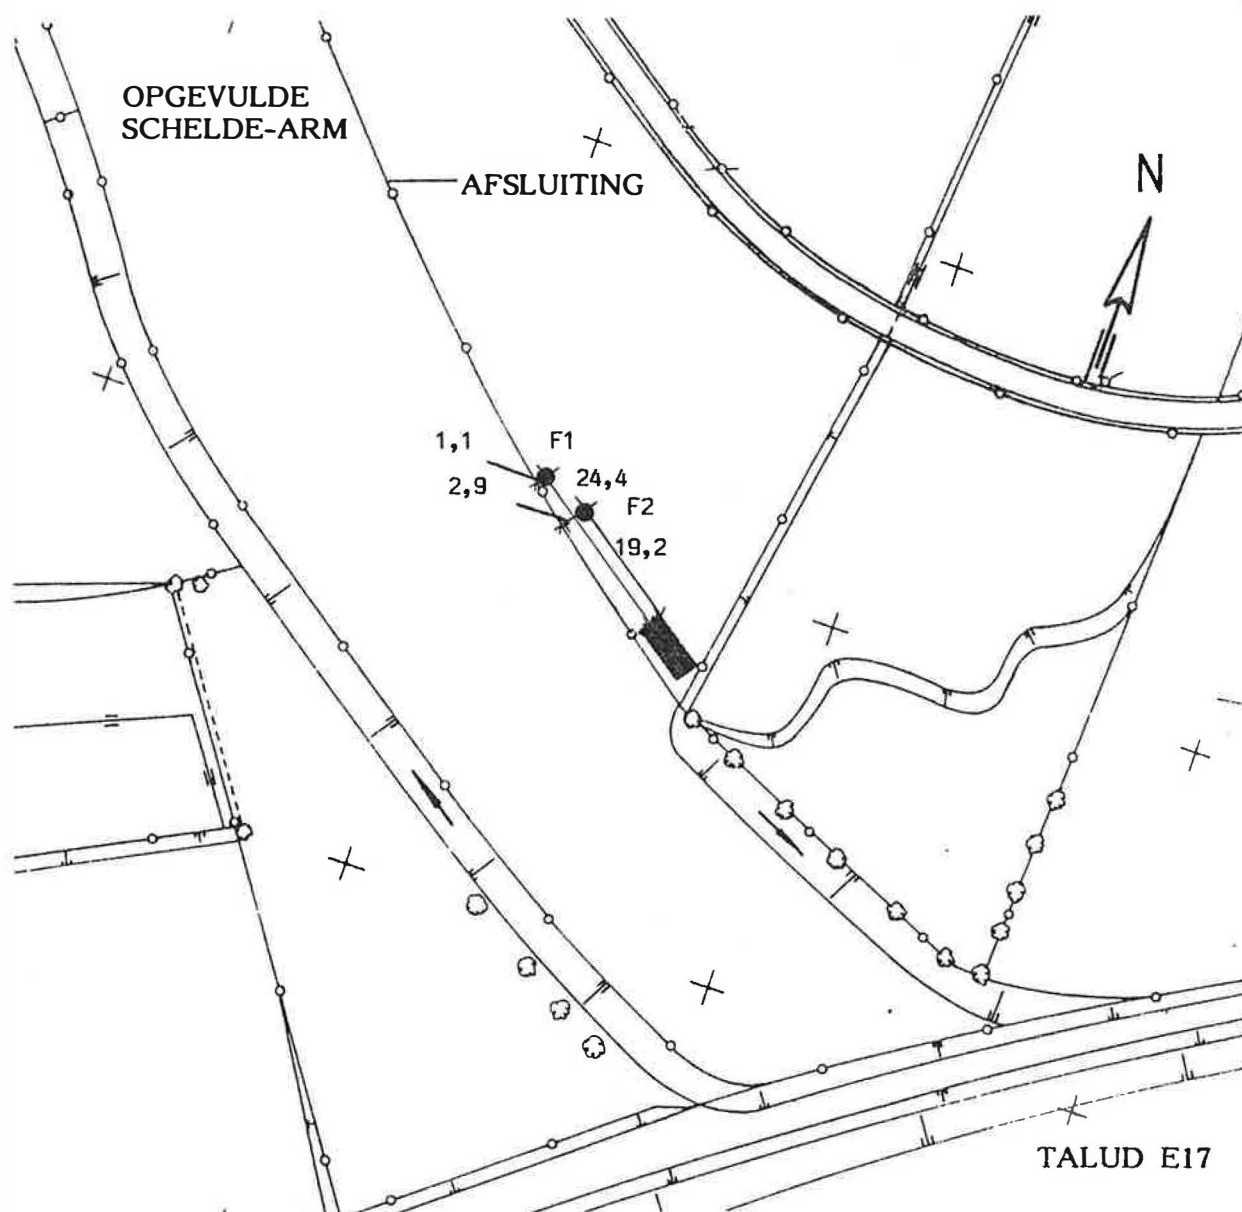 OPGEVULDE
SCHELDE-ARM
AFSLUITING
N
1,1
F1
2,9
24,4
F2
19,2
TALUD E17